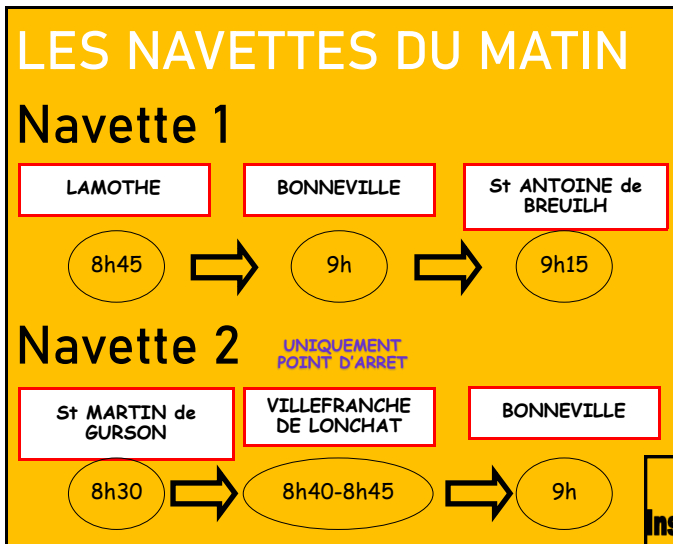 LES NAVETTES DU MATIN
Navette 1
LAMOTHE
BONNEVILLE
St ANTOINE de
BREUILH
8h45
9h
9h15
Navette 2
UNIQUEMENT
POINT D'ARRET
St MARTIN de
GURSON
VILLEFRANCHE
DE LONCHAT
BONNEVILLE
8h30
8h40-8h45
9h
Ins